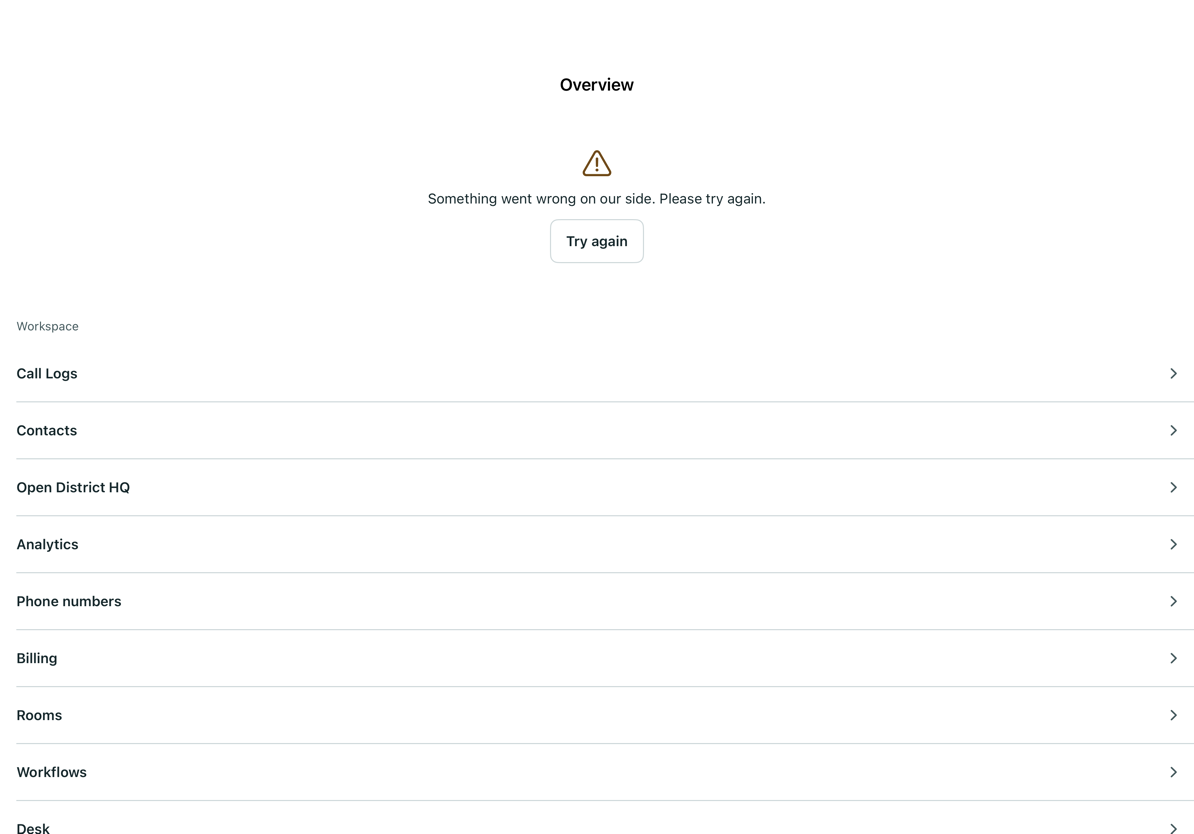 Overview
Something went wrong on our side. Please try again.
Try again
Workspace
Call Logs
Contacts
Open District HQ
Analytics
Phone numbers
Billing
Rooms
Workflows
Desk